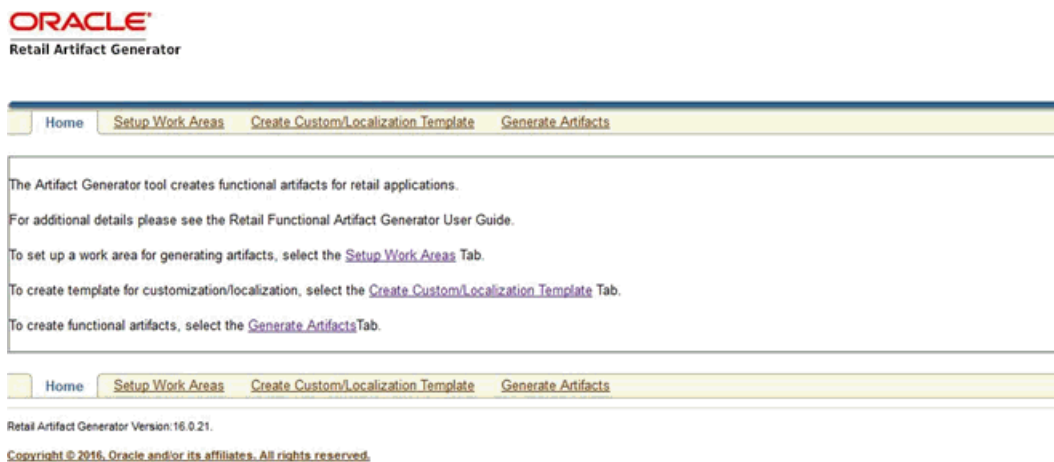 ORACLE
Retail Artifact Generator
Home Setup Work Areas Create Custom/Localization Template Generate Artifacts
The Artifact Generator tool creates functional artifacts for retail applications.
For additional details please see the Retail Functional Artifact Generator User Guide.
To set up a work area for generating artifacts, select the Setup Work Areas Tab.
To create template for customization/localization, select the Create Custom/Localization Template Tab.
To create functional artifacts, select the Generate ArtifactsTab.
Home Setup Work Areas Create Custom/Localization Template Generate Artifacts
Retail Artifact Generator Version:16.0.21.
Copyright © 2016, Oracle and/or its affiliates. All rights reserved.